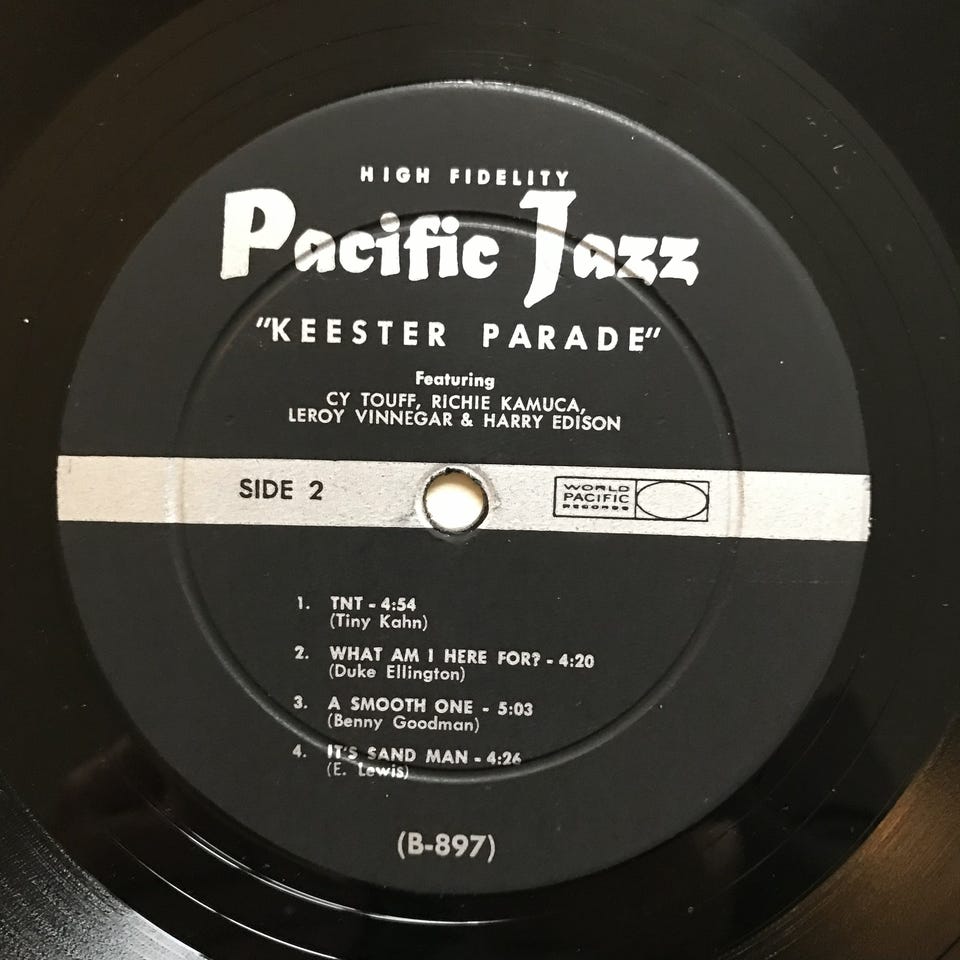 HIGH FIDELITY
Pacific Jazz
"KEESTER PARADE"
Featuring
CY TOUFF, RICHIE KAMUCA,
LEROY VINNEGAR & HARRY EDISON
SIDE 2
WORLD
PACIFIC
RECORDS
1. TNT - 4:54
(Tiny Kahn)
2. WHAT AM I HERE FOR? - 4:20
(Duke Ellington)
3. A SMOOTH ONE - 5:03
(Benny Goodman)
4. IT'S SAND MAN - 4:26
(E. Lewis)
(B-897)